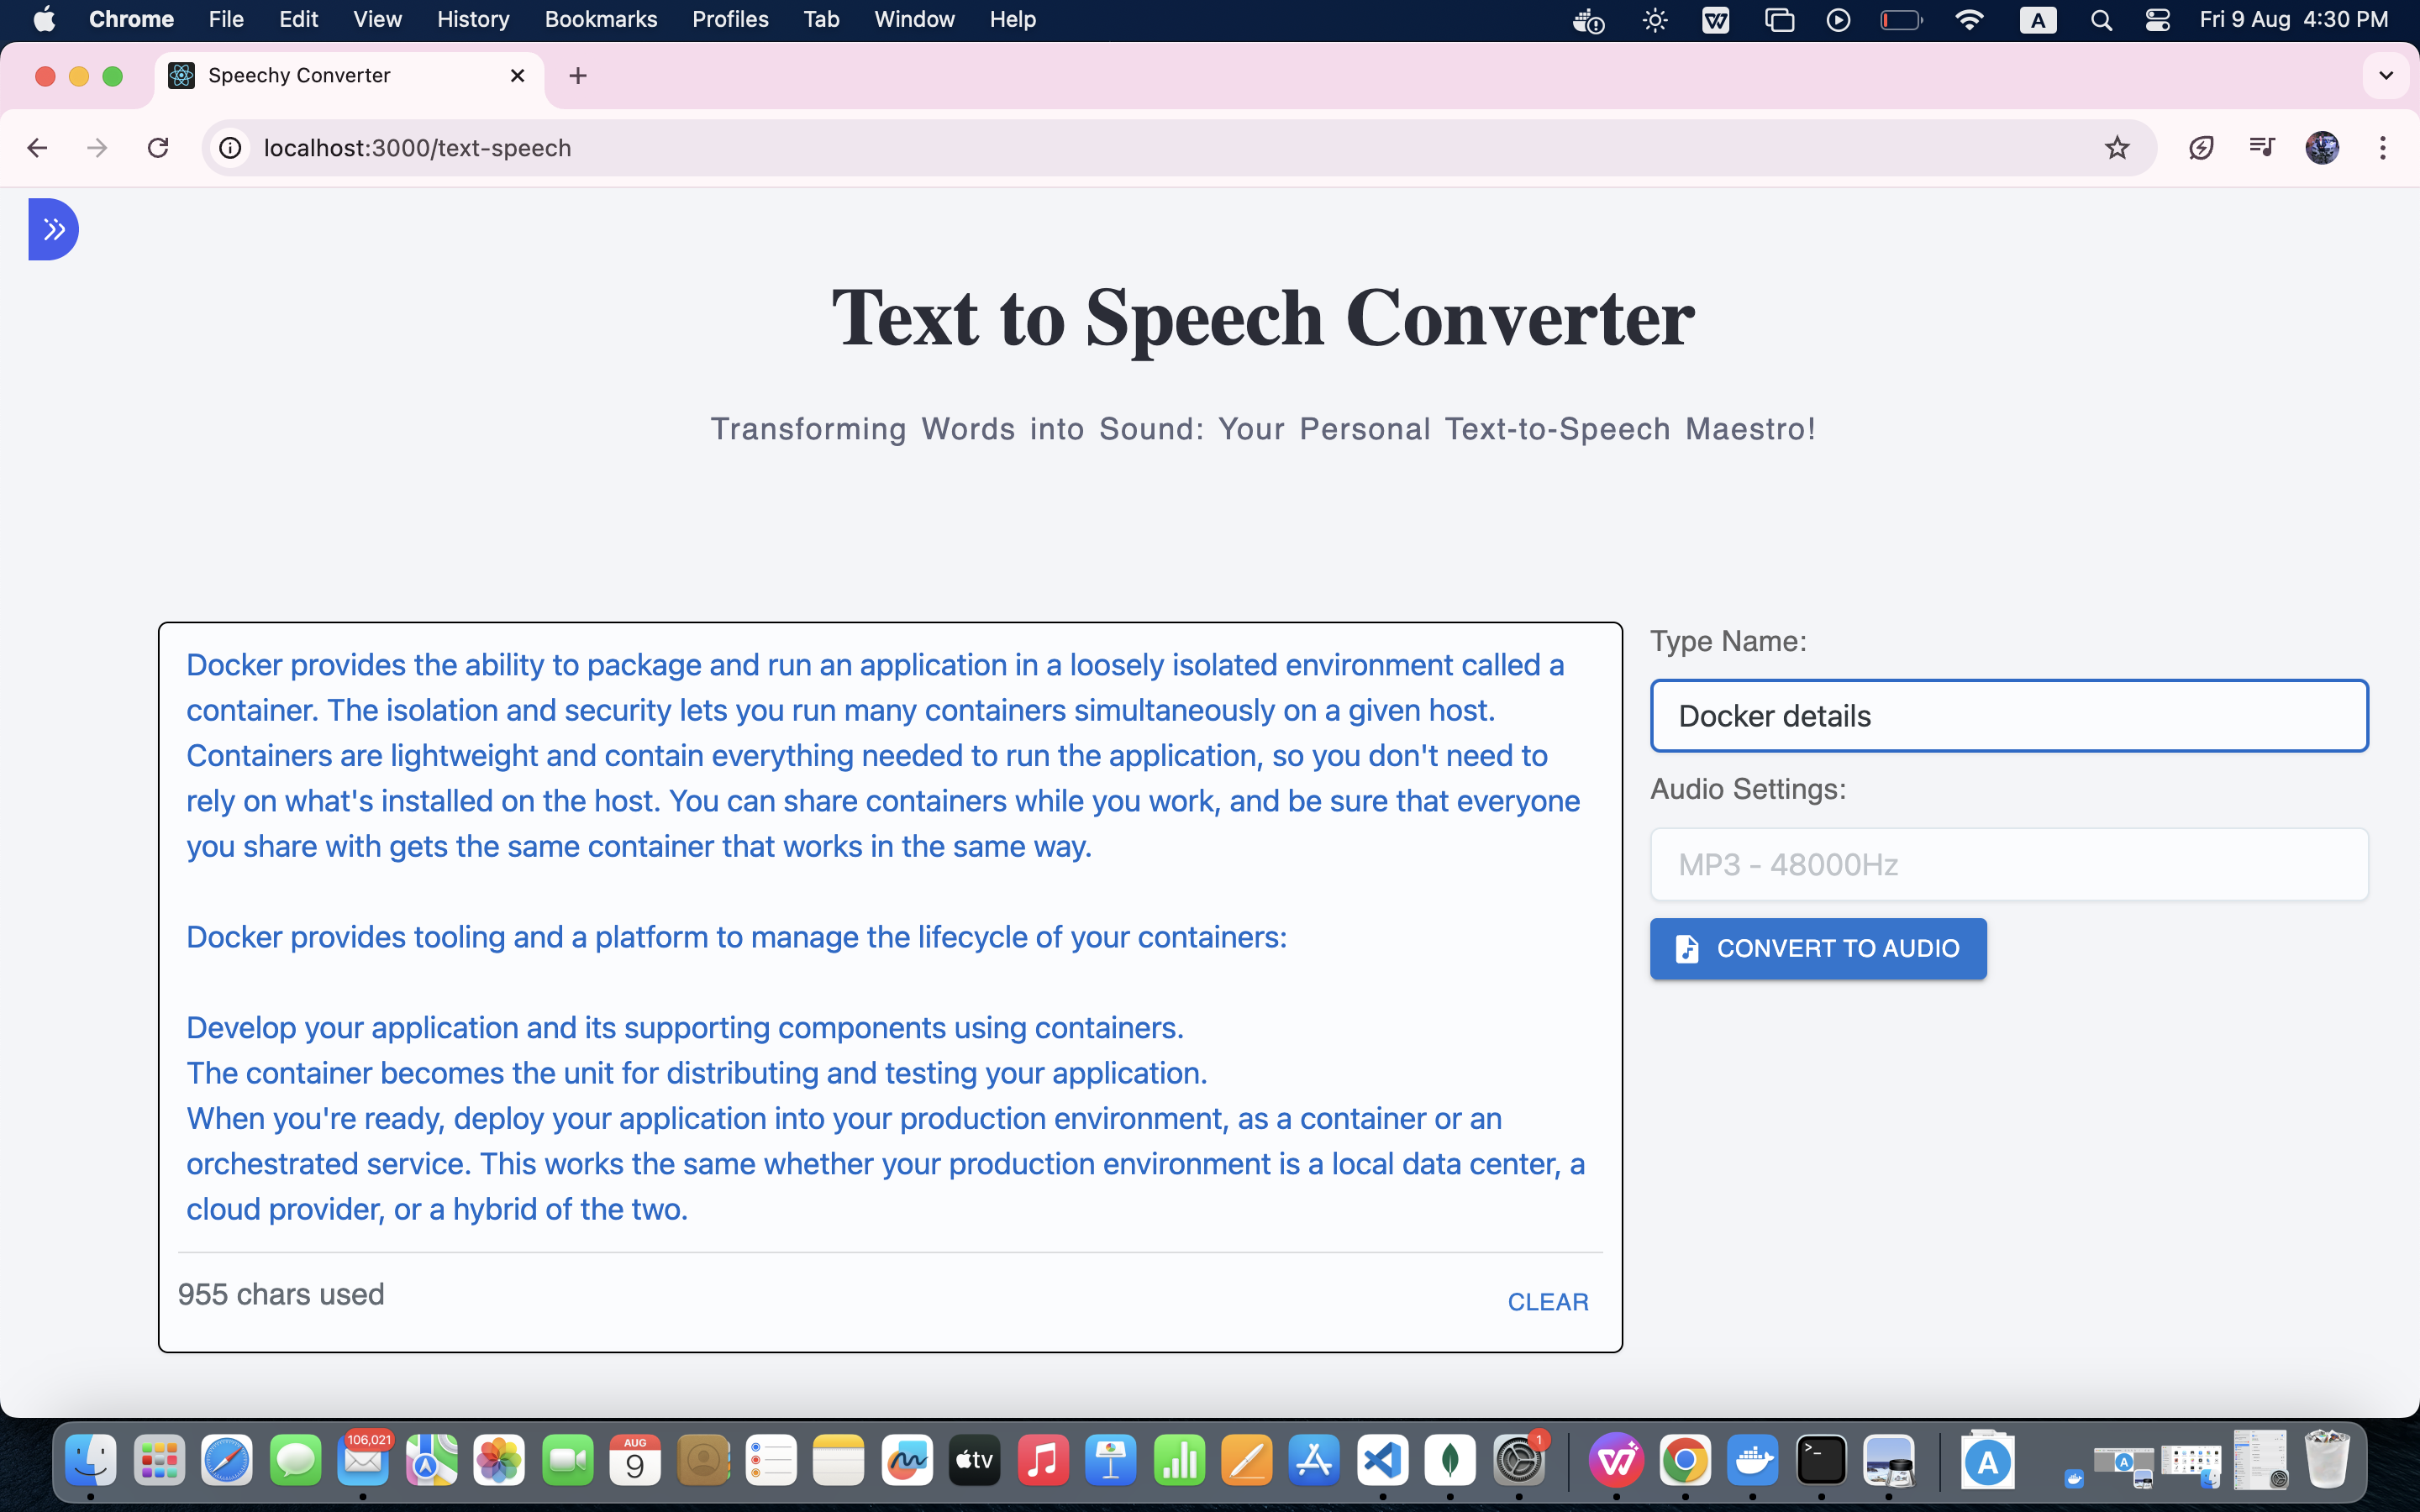 Chrome File Edit View History Bookmarks Profiles Tab Window Help A Fri 9 Aug 4:30 PM
Speechy Converter
localhost:3000/text-speech
Text to Speech Converter
Transforming Words into Sound: Your Personal Text-to-Speech Maestro!
Docker provides the ability to package and run an application in a loosely isolated environment called a
container. The isolation and security lets you run many containers simultaneously on a given host.
Containers are lightweight and contain everything needed to run the application, so you don't need to
rely on what's installed on the host. You can share containers while you work, and be sure that everyone
you share with gets the same container that works in the same way.
Docker provides tooling and a platform to manage the lifecycle of your containers:
Develop your application and its supporting components using containers.
The container becomes the unit for distributing and testing your application.
When you're ready, deploy your application into your production environment, as a container or an
orchestrated service. This works the same whether your production environment is a local data center, a
cloud provider, or a hybrid of the two.
955 chars used
CLEAR
Type Name:
Docker details
Audio Settings:
MP3 - 48000Hz
CONVERT TO AUDIO
106,021
AUG
9
tv
1